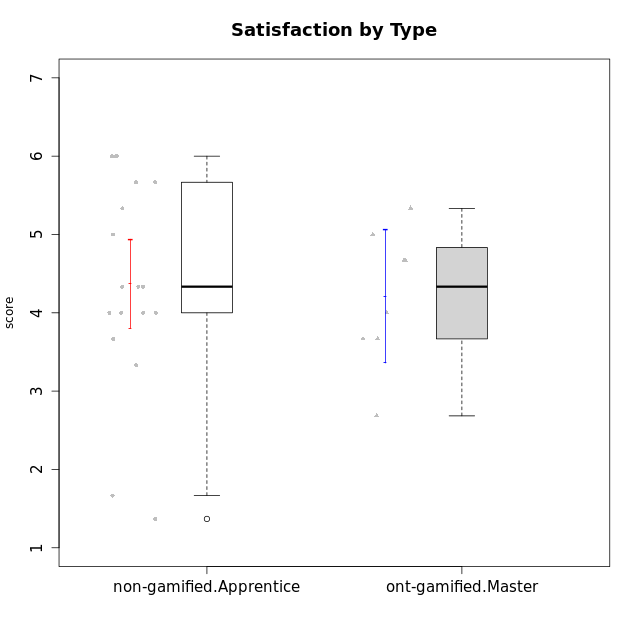 Satisfaction by Type
7
6
5
4
3
2
1
score
non-gamified.Apprentice
ont-gamified.Master